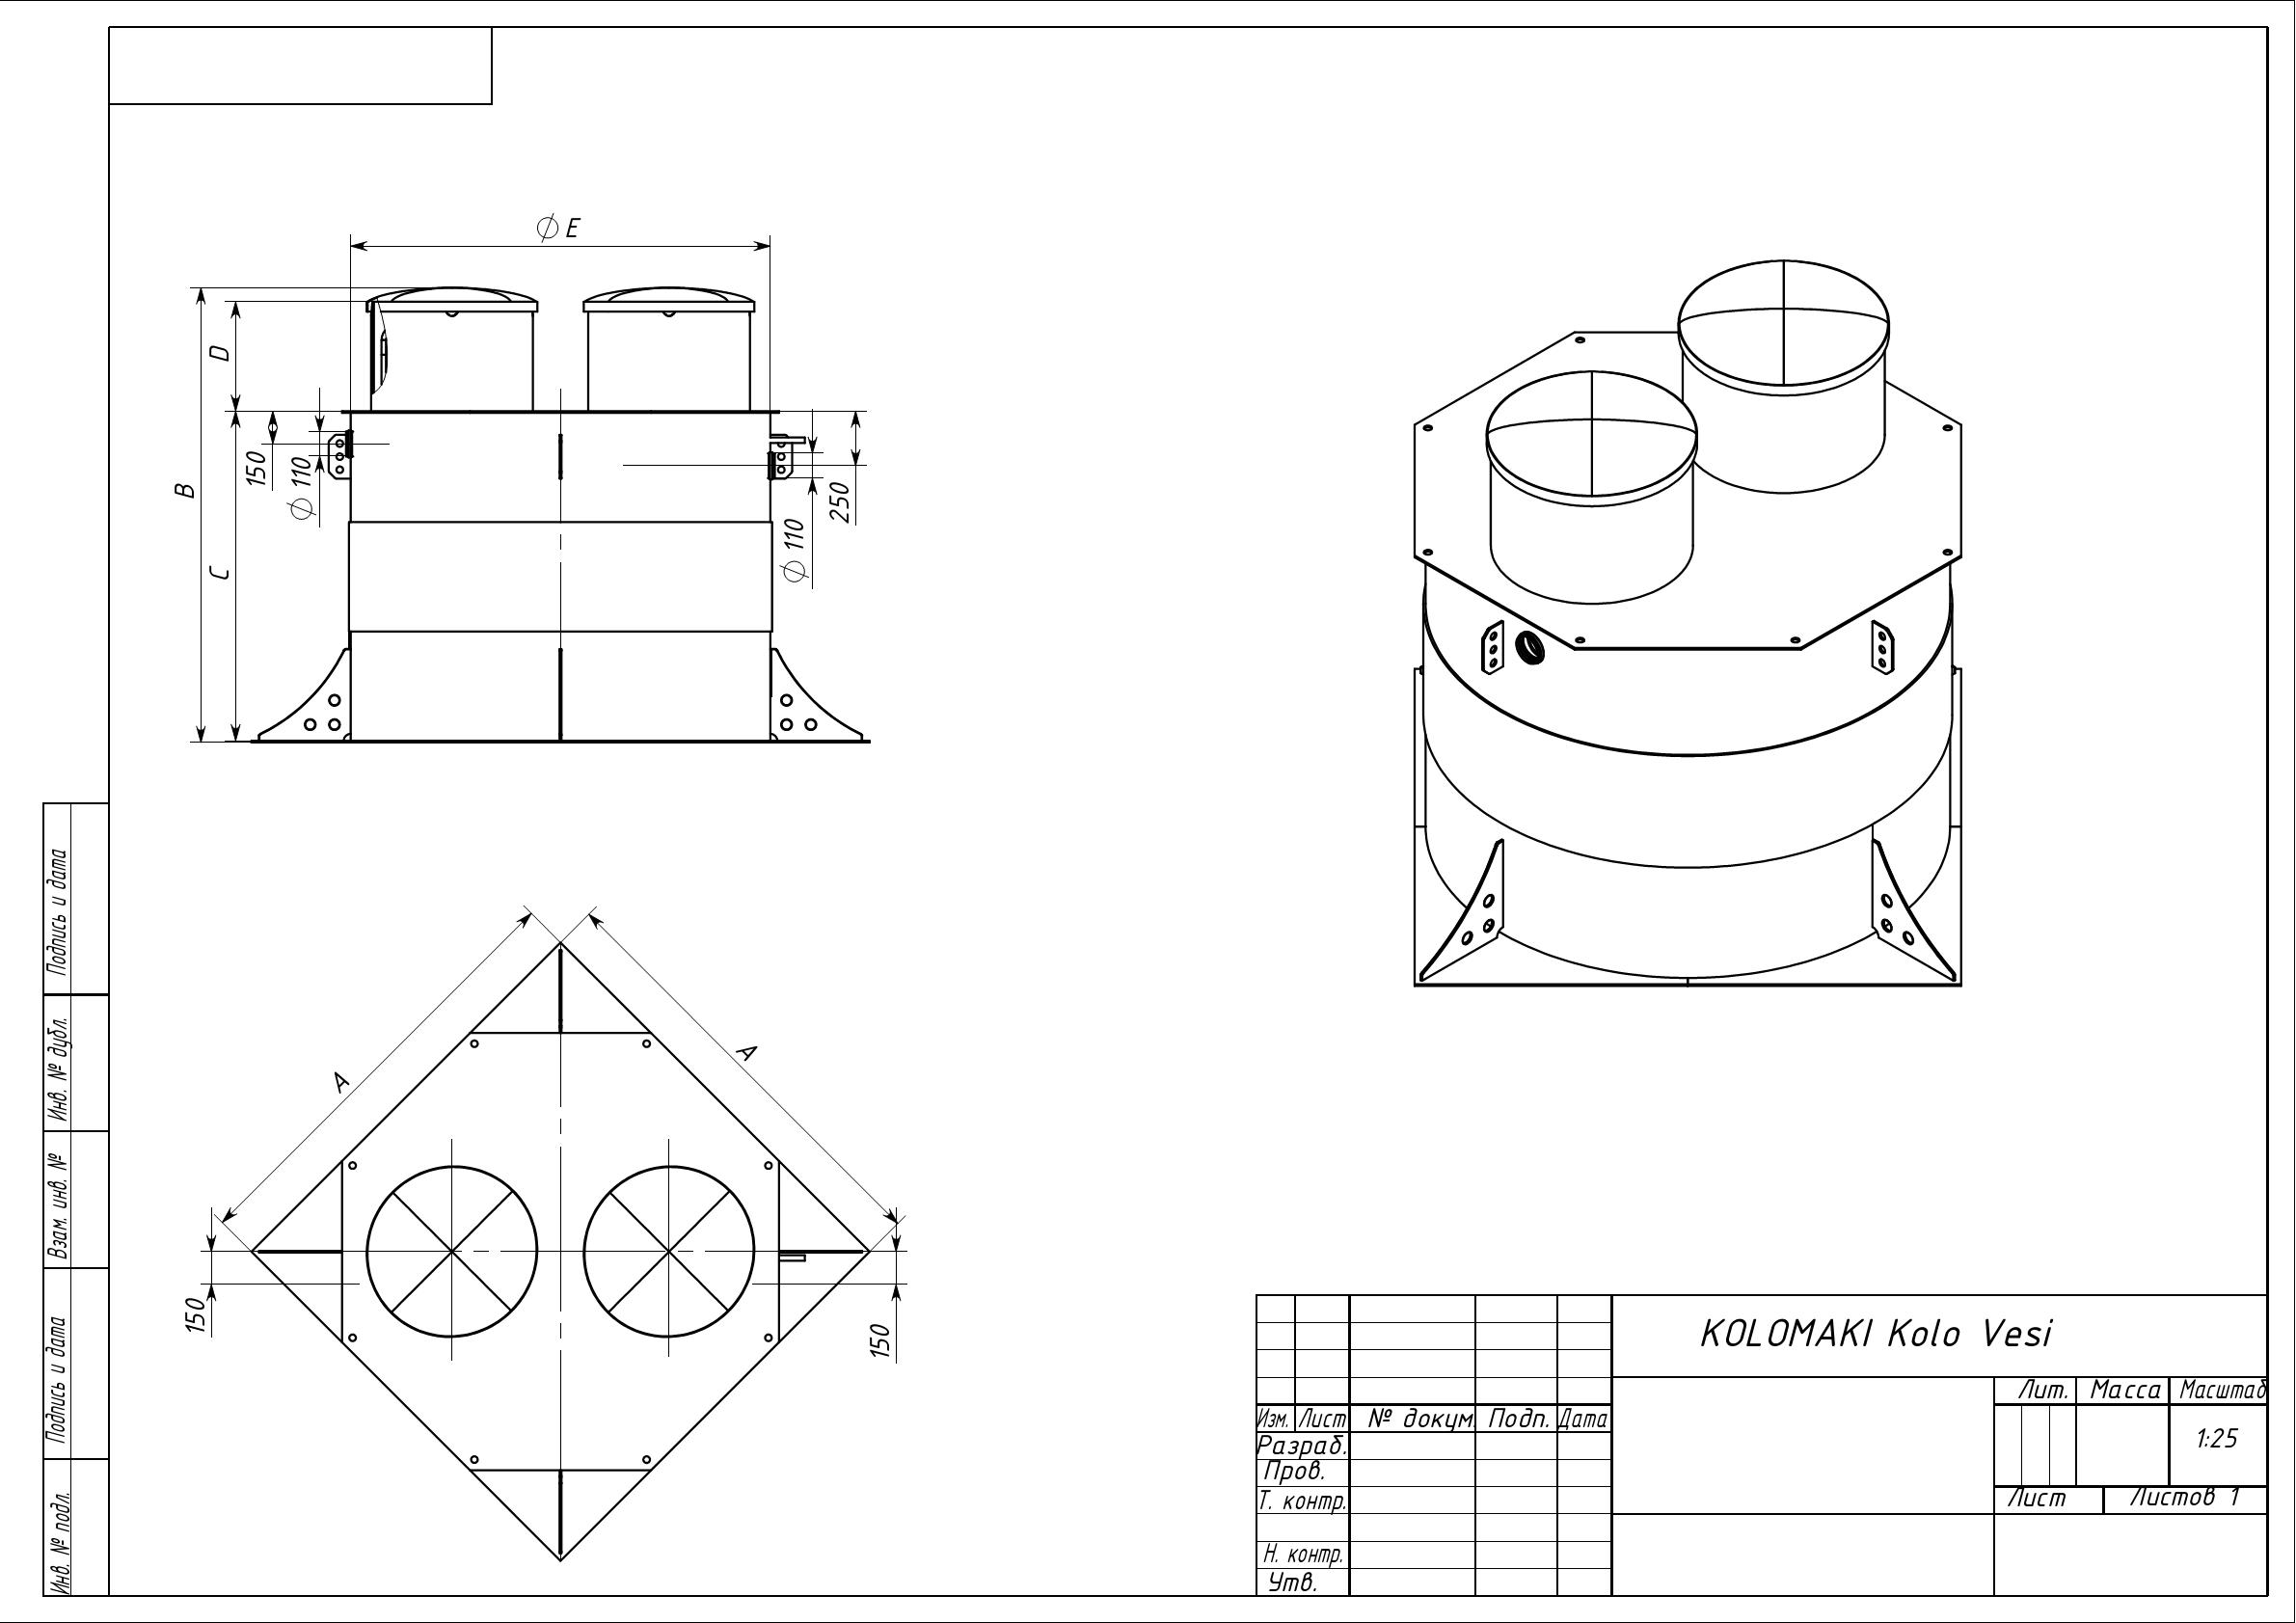 ⌀ E
D
B
C
150
⌀ 110
⌀ 110
250
A
A
150
150
Подпись и дата
Инв. № дубл.
Взам. инв. №
Подпись и дата
Инв. № подл.
KOLOMAKI Kolo Vesi
Лит. Масса Масштаб
Изм. Лист № докум. Подп. Дата
1:25
Разраб.
Пров.
Т. контр.
Лист Листов 1
Н. контр.
Утв.